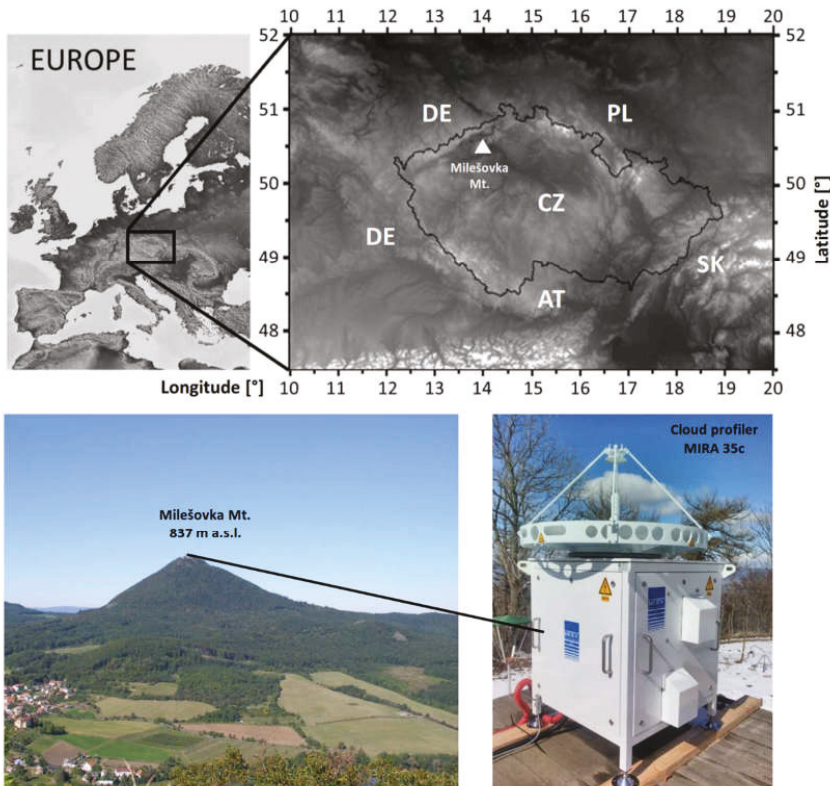 10 11 12 13 14 15 16 17 18 19 20
EUROPE
52 52
51 51
50 50
49 49
48 48
DE
PL
Milešovka
Mt.
CZ
DE
SK
AT
Latitude [°]
Longitude [°]
10 11 12 13 14 15 16 17 18 19 20
Milešovka Mt.
837 m a.s.l.
Cloud profiler
MIRA 35c